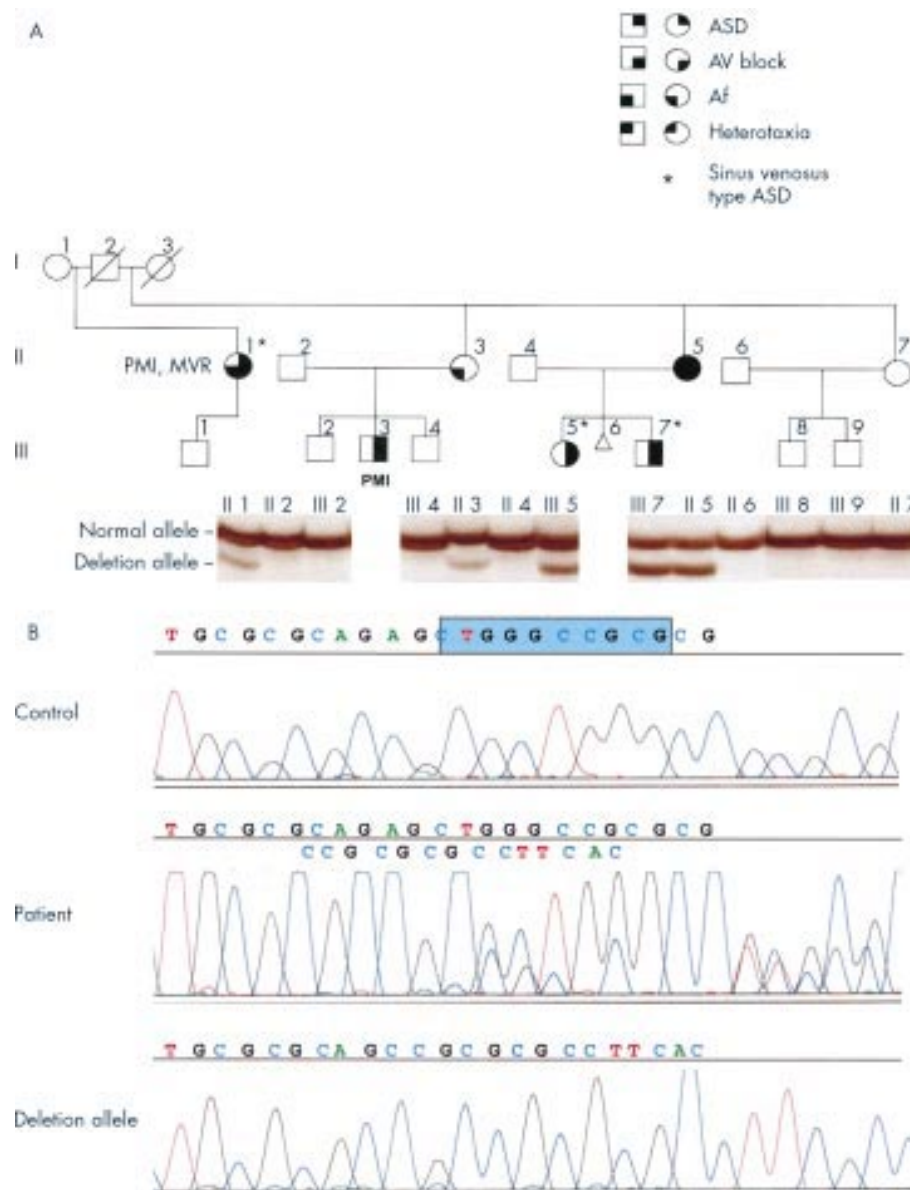 A
ASD
AV block
Af
Heterotaxia
* Sinus venosus
type ASD
1 2 3
I
II
PMI, MVR 1* 2 3 4 5 6 7
III
1 2 3 4 5* 6 7* 8 9
PMI
II 1 II 2 III 2 III 4 II 3 II 4 III 5 III 7 II 5 II 6 III 8 III 9 II 7
Normal allele –
Deletion allele –
B
T G C G C G C A G A G C T G G G C C G C G C G
Control
T G C G C G C A G A G C T G G G C C G C G C G
C C G C G C G C C T T C A C
Patient
T G C G C G C A G C C G C G C G C C T T C A C
Deletion allele